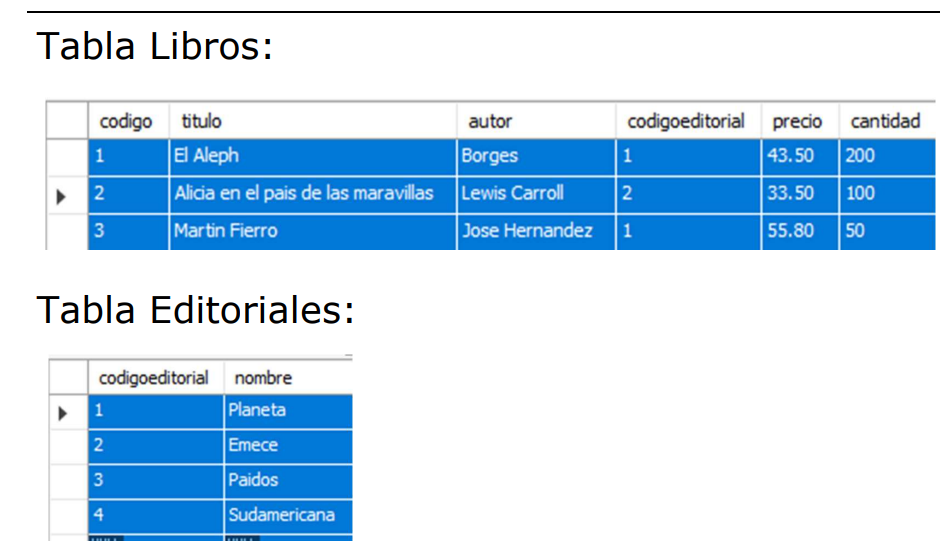 Tabla Libros:
codigo titulo autor codigoeditorial precio cantidad
1 El Aleph Borges 1 43.50 200
2 Alicia en el pais de las maravillas Lewis Carroll 2 33.50 100
3 Martin Fierro Jose Hernandez 1 55.80 50
Tabla Editoriales:
codigoeditorial nombre
1 Planeta
2 Emece
3 Paidos
4 Sudamericana